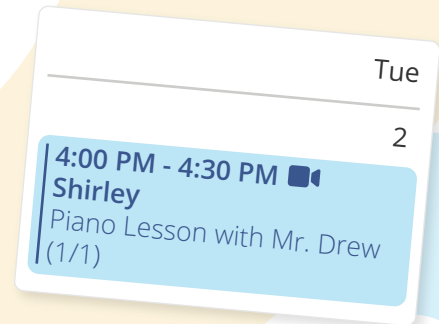 Tue
2
4:00 PM - 4:30 PM
Shirley
Piano Lesson with Mr. Drew
(1/1)